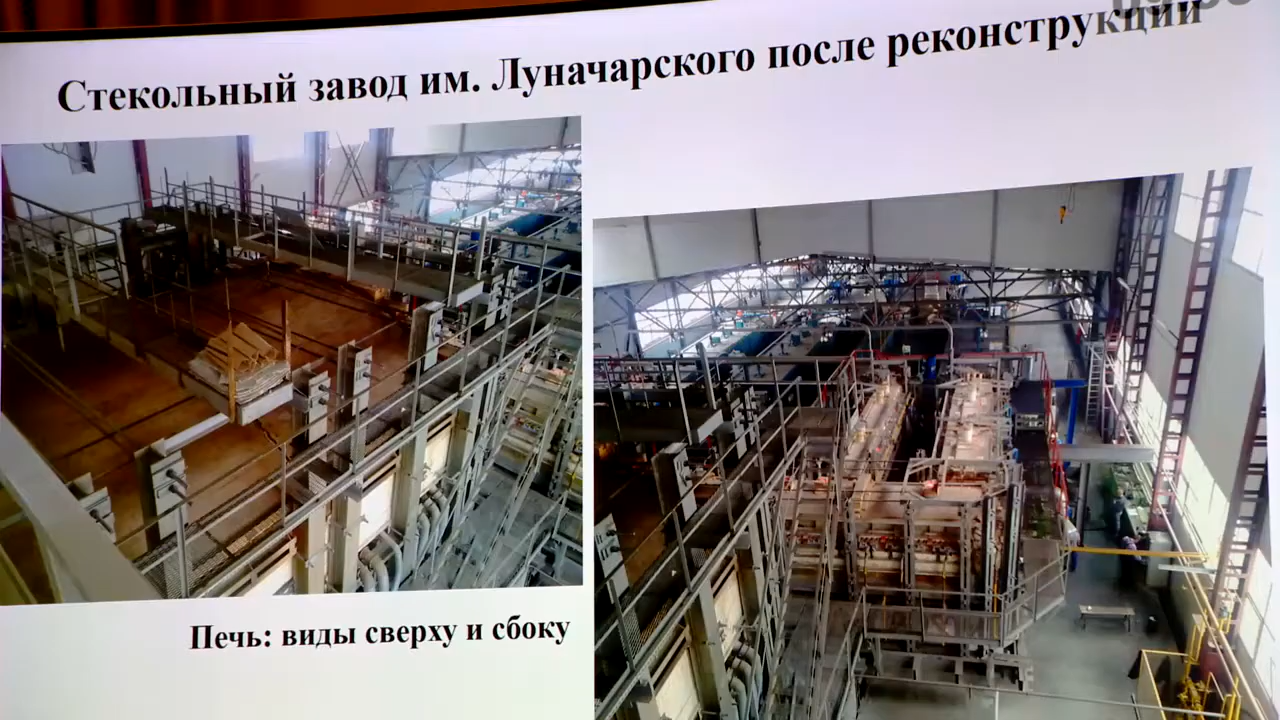 Стекольный завод им. Луначарского после реконструкции
Печь: виды сверху и сбоку